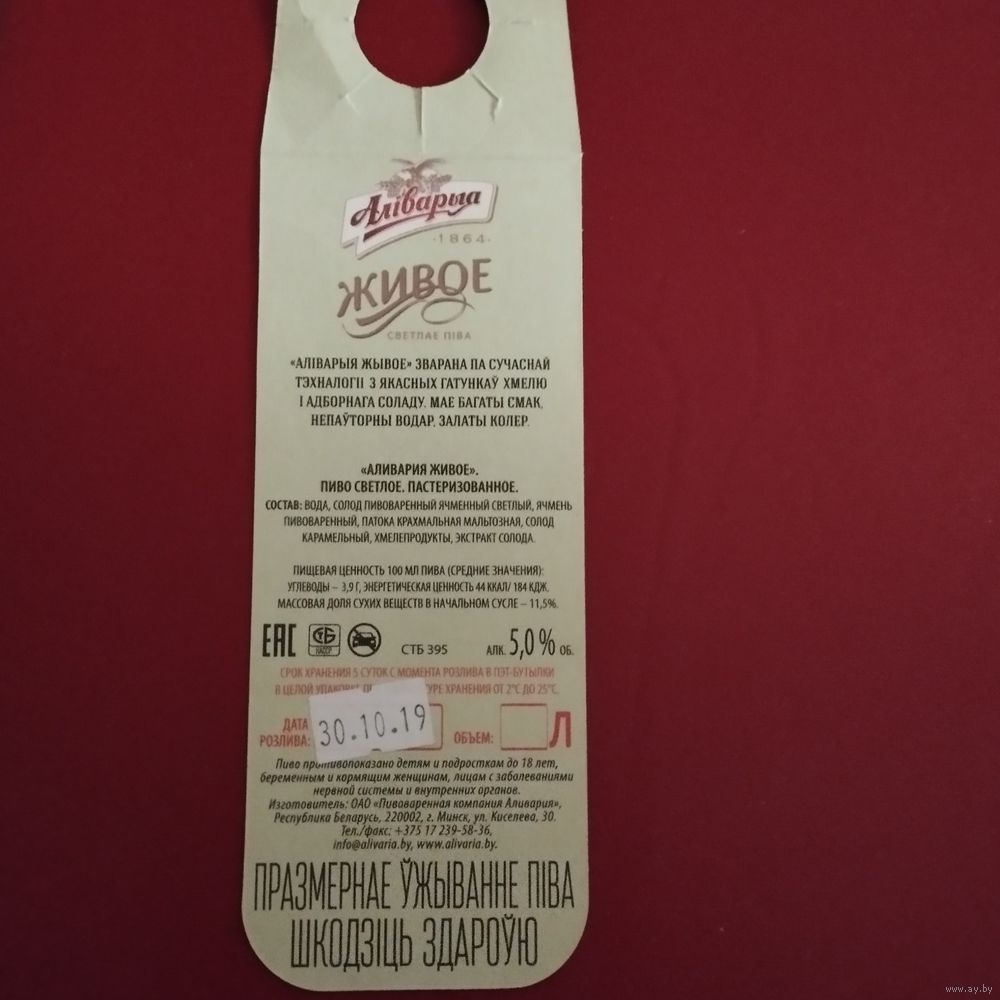 Аліварыа
·1864·
ЖИВОЕ
СВЕТЛАЕ ПІВА
«АЛІВАРЫЯ ЖЫВОЕ» ЗВАРАНА ПА СУЧАСНАЙ
ТЭХНАЛОГІІ З ЯКАСНЫХ ГАТУНКАЎ ХМЕЛЮ
І АДБОРНАГА СОЛАДУ. МАЕ БАГАТЫ СМАК,
НЕПАЎТОРНЫ ВОДАР, ЗАЛАТЫ КОЛЕР.
«АЛИВАРИЯ ЖИВОЕ».
ПИВО СВЕТЛОЕ. ПАСТЕРИЗОВАННОЕ.
СОСТАВ: ВОДА, СОЛОД ПИВОВАРЕННЫЙ ЯЧМЕННЫЙ СВЕТЛЫЙ, ЯЧМЕНЬ
ПИВОВАРЕННЫЙ, ПАТОКА КРАХМАЛЬНАЯ МАЛЬТОЗНАЯ, СОЛОД
КАРАМЕЛЬНЫЙ, ХМЕЛЕПРОДУКТЫ, ЭКСТРАКТ СОЛОДА.
ПИЩЕВАЯ ЦЕННОСТЬ 100 МЛ ПИВА (СРЕДНИЕ ЗНАЧЕНИЯ):
УГЛЕВОДЫ – 3,9 Г, ЭНЕРГЕТИЧЕСКАЯ ЦЕННОСТЬ 44 ККАЛ/ 184 КДЖ.
МАССОВАЯ ДОЛЯ СУХИХ ВЕЩЕСТВ В НАЧАЛЬНОМ СУСЛЕ – 11,5%.
EAC СТБ 395 АЛК. 5,0 % ОБ.
СРОК ХРАНЕНИЯ 5 СУТОК С МОМЕНТА РОЗЛИВА В ПЭТ-БУТЫЛКИ
В ЦЕЛОЙ ХРАНЕНИЯ ОТ 2°С ДО 25°С.
ДАТА
РОЗЛИВА: 30.10.19 ОБЪЕМ: Л
Пиво противопоказано детям и подросткам до 18 лет,
беременным и кормящим женщинам, лицам с заболеваниями
нервной системы и внутренних органов.
Изготовитель: ОАО «Пивоваренная компания Аливария»,
Республика Беларусь, 220002, г. Минск, ул. Киселева, 30.
Тел./факс: +375 17 239-58-36,
info@alivaria.by, www.alivaria.by.
ПРАЗМЕРНАЕ ЎЖЫВАННЕ ПІВА
ШКОДЗІЦЬ ЗДАРОЎЮ
www.ay.by